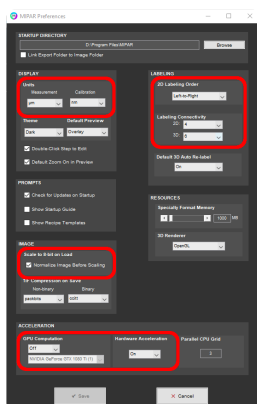 MIPAR Preferences
STARTUP DIRECTORY
D:/Program Files/MIPAR
Browse
Link Export Folder to Image Folder
DISPLAY
Units
Measurement Calibration
µm nm
Theme Default Preview
Dark Overlay
Double-Click Step to Edit
Default Zoom On in Preview
LABELING
2D Labeling Order
Left-to-Right
Labeling Connectivity
2D: 4
3D: 6
Default 3D Auto Re-label
On
PROMPTS
Check for Updates on Startup
Show Startup Guide
Show Recipe Templates
RESOURCES
Specialty Format Memory
1000 MB
3D Renderer
OpenGL
IMAGE
Scale to 8-bit on Load
Normalize Image Before Scaling
TIF Compression on Save
Non-binary Binary
packbits ccitt
ACCELERATION
GPU Computation Hardware Acceleration Parallel CPU Grid
Off On
NVIDIA GeForce GTX 1080 Ti (1)
Save Cancel